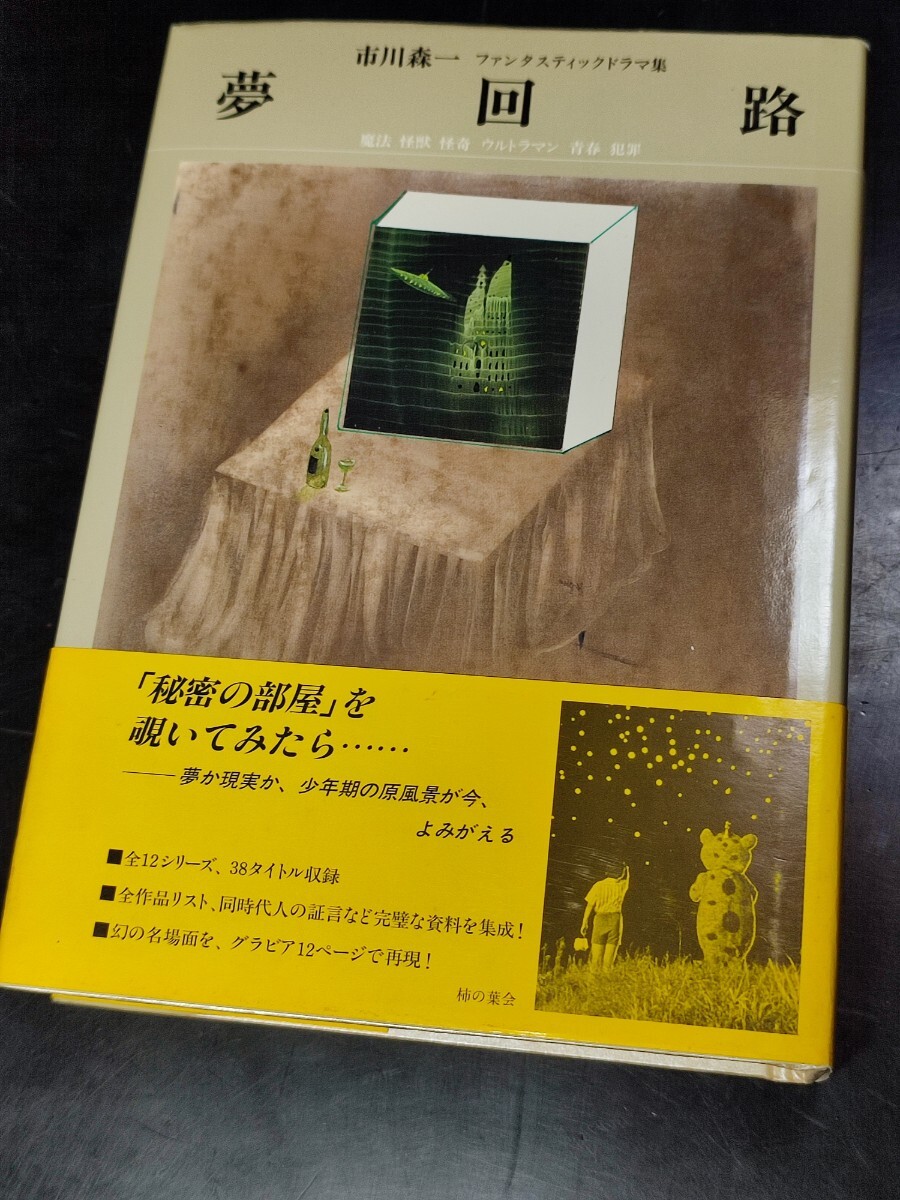 市川森一 ファンタスティックドラマ集
夢回路
魔法 怪獣 怪奇 ウルトラマン 青春 犯罪
「秘密の部屋」を
覗いてみたら……
――夢か現実か、少年期の原風景が今、
よみがえる
■全12シリーズ、38タイトル収録
■全作品リスト、同時代人の証言など完璧な資料を集成!
■幻の名場面を、グラビア12ページで再現!
柿の葉会